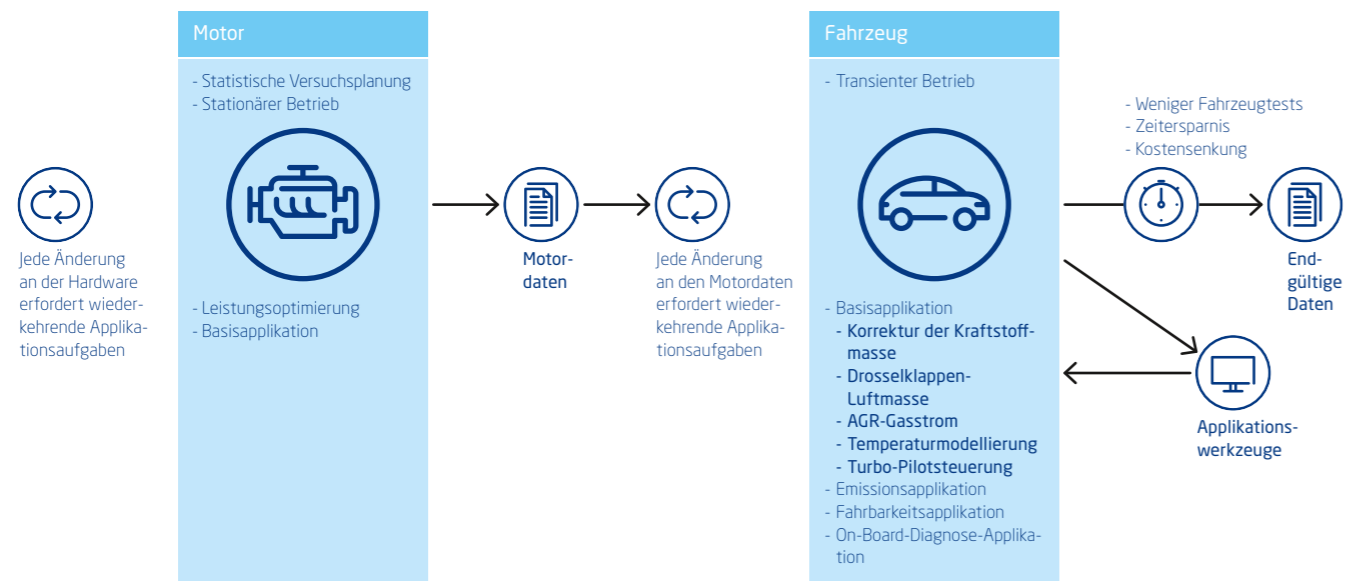 Motor
- Statistische Versuchsplanung
- Stationärer Betrieb
Jede Änderung
an der Hardware
erfordert wieder-
kehrende Applika-
tionsaufgaben
- Leistungsoptimierung
- Basisapplikation
Motor-
daten
Jede Änderung
an den Motordaten
erfordert wieder-
kehrende Applika-
tionsaufgaben
Fahrzeug
- Transienter Betrieb
- Basisapplikation
- Korrektur der Kraftstoff-
masse
- Drosselklappen-
Luftmasse
- AGR-Gasstrom
- Temperaturmodellierung
- Turbo-Pilotsteuerung
- Emissionsapplikation
- Fahrbarkeitsapplikation
- On-Board-Diagnose-Applika-
tion
- Weniger Fahrzeugtests
- Zeitersparnis
- Kostensenkung
End-
gültige
Daten
Applikations-
werkzeuge